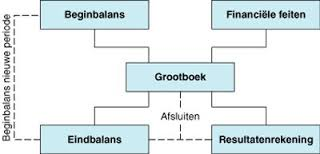 Beginbalans
Financiële feiten
Beginbalans nieuwe periode
Grootboek
Afsluiten
Eindbalans
Resultatenrekening